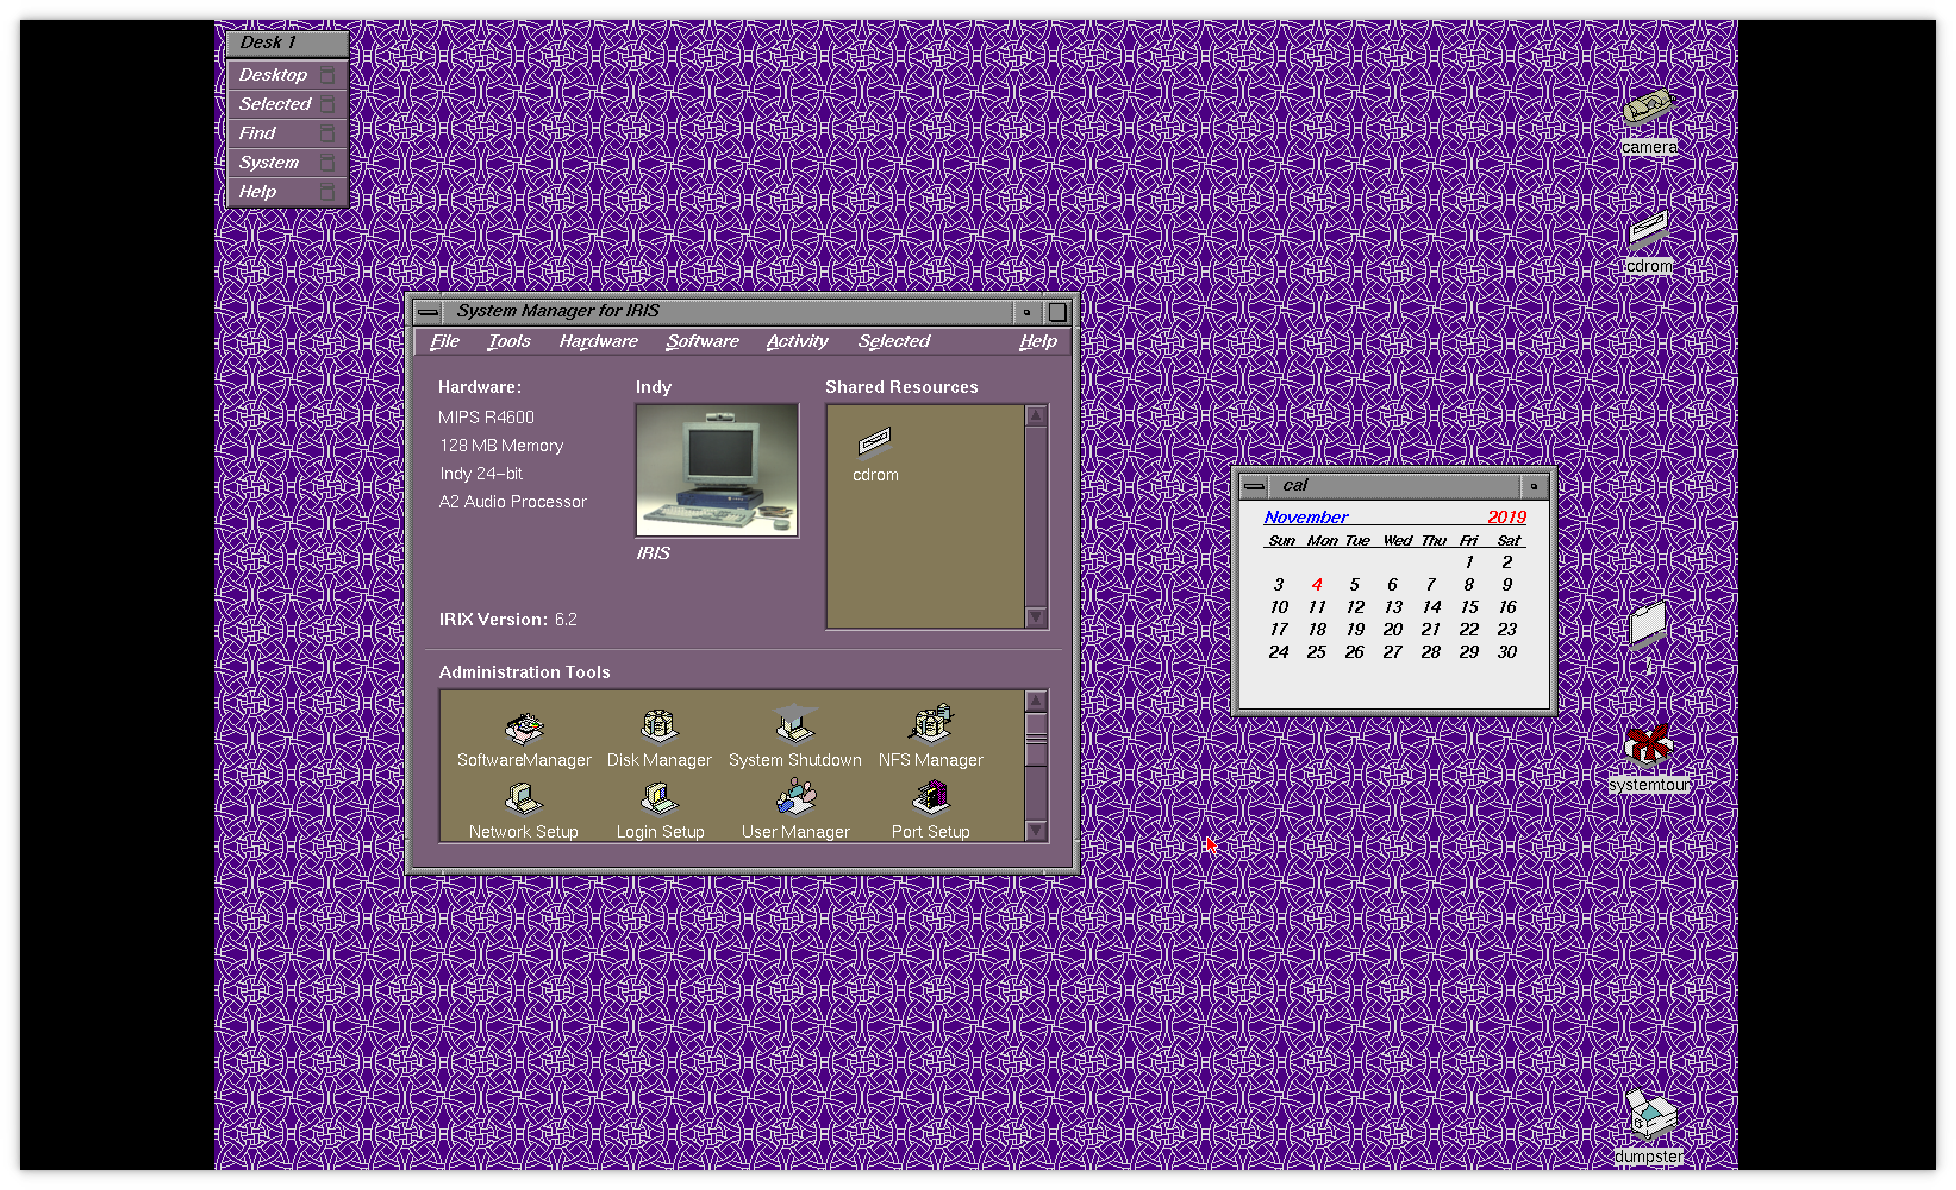 Desk 1
Desktop
Selected
Find
System
Help
camera
cdrom
System Manager for IRIS
File Tools Hardware Software Activity Selected Help
Hardware:
MIPS R4600
128 MB Memory
Indy 24-bit
A2 Audio Processor
Indy
IRIS
Shared Resources
cdrom
IRIX Version: 6.2
Administration Tools
SoftwareManager Disk Manager System Shutdown NFS Manager
Network Setup Login Setup User Manager Port Setup
cal
November 2019
Sun Mon Tue Wed Thu Fri Sat
1 2
3 4 5 6 7 8 9
10 11 12 13 14 15 16
17 18 19 20 21 22 23
24 25 26 27 28 29 30
systemtour
dumpster